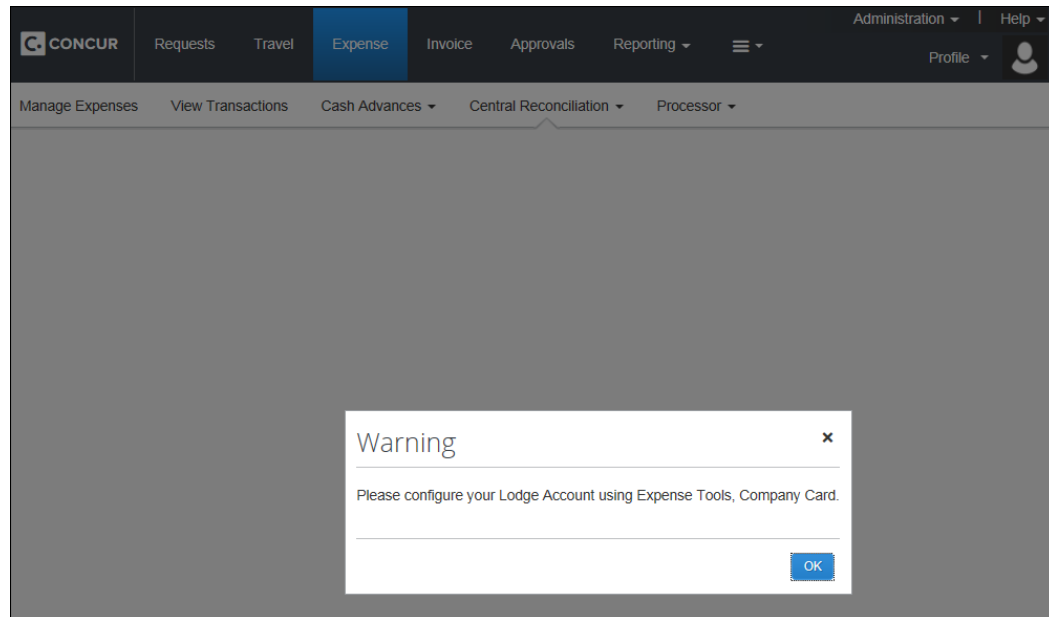 Administration | Help
C. CONCUR Requests Travel Expense Invoice Approvals Reporting
Profile
Manage Expenses View Transactions Cash Advances Central Reconciliation Processor
Warning
Please configure your Lodge Account using Expense Tools, Company Card.
OK